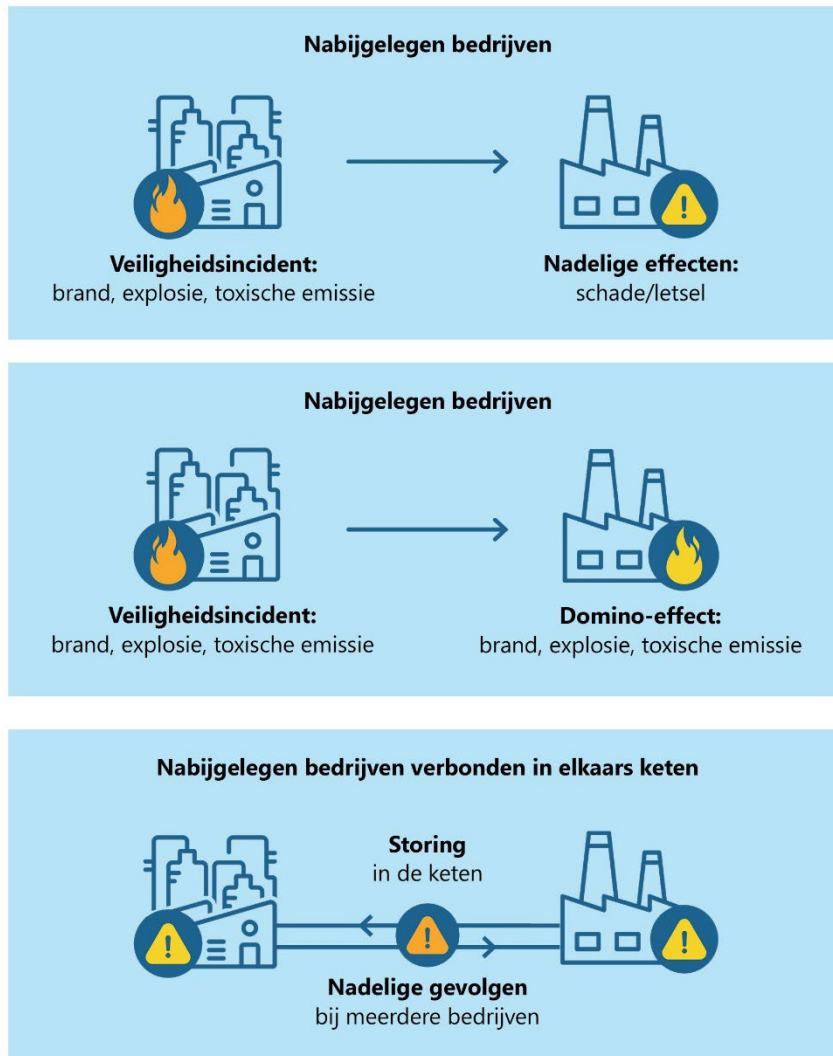 Nabijgelegen bedrijven
Veiligheidsincident:
brand, explosie, toxische emissie
Nadelige effecten:
schade/letsel
Nabijgelegen bedrijven
Veiligheidsincident:
brand, explosie, toxische emissie
Domino-effect:
brand, explosie, toxische emissie
Nabijgelegen bedrijven verbonden in elkaars keten
Storing
in de keten
Nadelige gevolgen
bij meerdere bedrijven